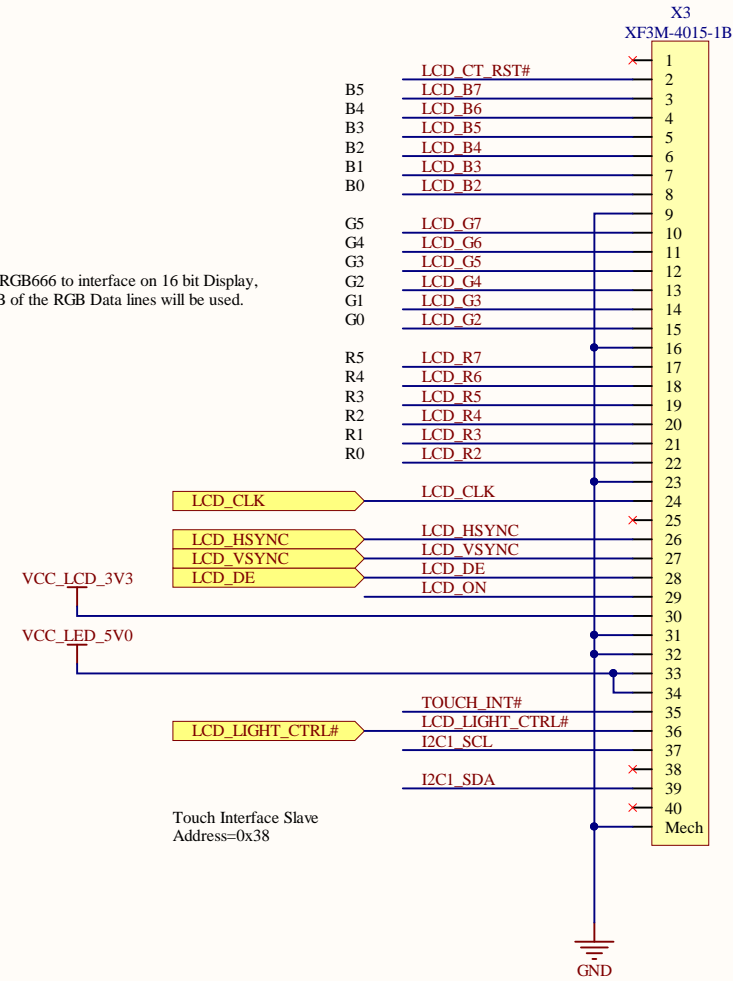 X3
XF3M-4015-1B
1
LCD_CT_RST# 2
B5 LCD_B7 3
B4 LCD_B6 4
B3 LCD_B5 5
B2 LCD_B4 6
B1 LCD_B3 7
B0 LCD_B2 8
9
G5 LCD_G7 10
G4 LCD_G6 11
G3 LCD_G5 12
RGB666 to interface on 16 bit Display, G2 LCD_G4 13
of the RGB Data lines will be used. G1 LCD_G3 14
G0 LCD_G2 15
16
R5 LCD_R7 17
R4 LCD_R6 18
R3 LCD_R5 19
R2 LCD_R4 20
R1 LCD_R3 21
R0 LCD_R2 22
23
LCD_CLK LCD_CLK 24
25
LCD_HSYNC LCD_HSYNC 26
LCD_VSYNC LCD_VSYNC 27
LCD_DE LCD_DE 28
VCC_LCD_3V3 LCD_ON 29
30
VCC_LED_5V0 31
32
33
34
TOUCH_INT# 35
LCD_LIGHT_CTRL# LCD_LIGHT_CTRL# 36
I2C1_SCL 37
38
I2C1_SDA 39
40
Touch Interface Slave Mech
Address=0x38
GND